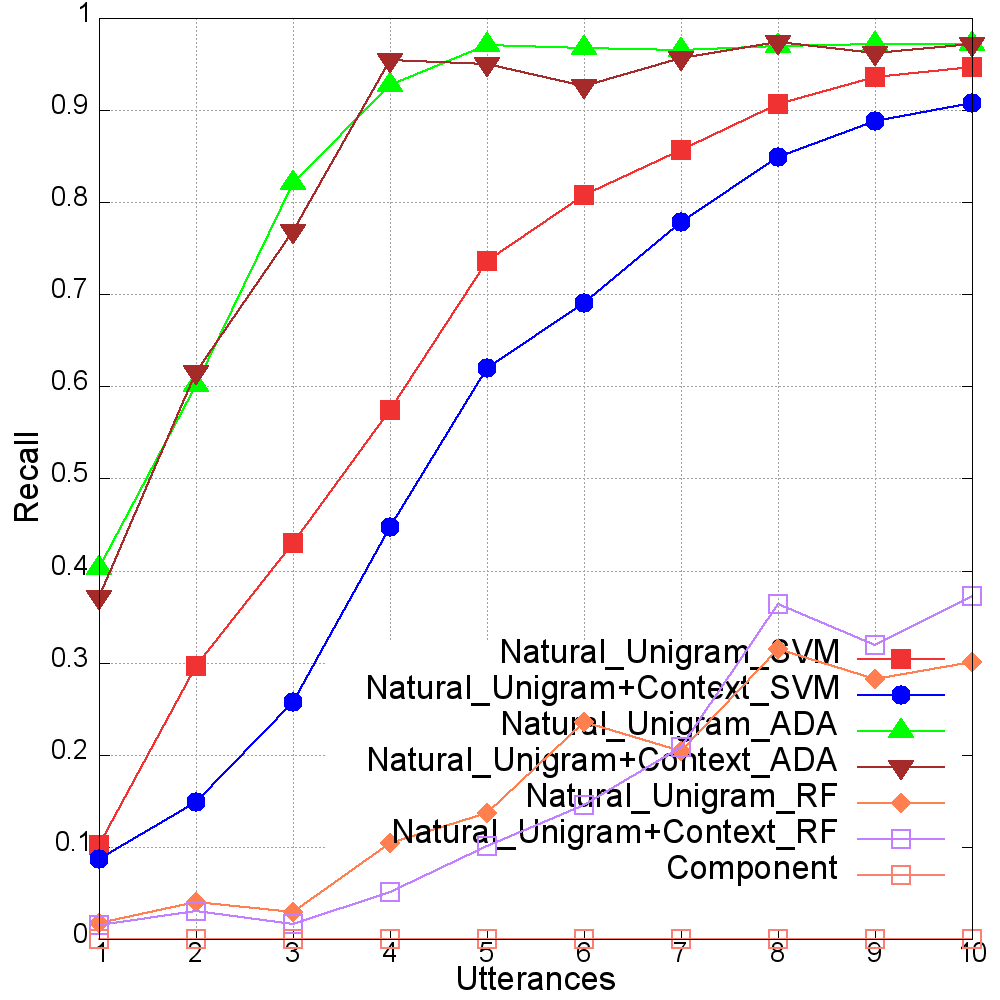 1
0.9
0.8
0.7
0.6
0.5
0.4
0.3
0.2
0.1
0
Recall
Natural_Unigram_SVM
Natural_Unigram+Context_SVM
Natural_Unigram_ADA
Natural_Unigram+Context_ADA
Natural_Unigram_RF
Natural_Unigram+Context_RF
Component
1 2 3 4 5 6 7 8 9 10
Utterances